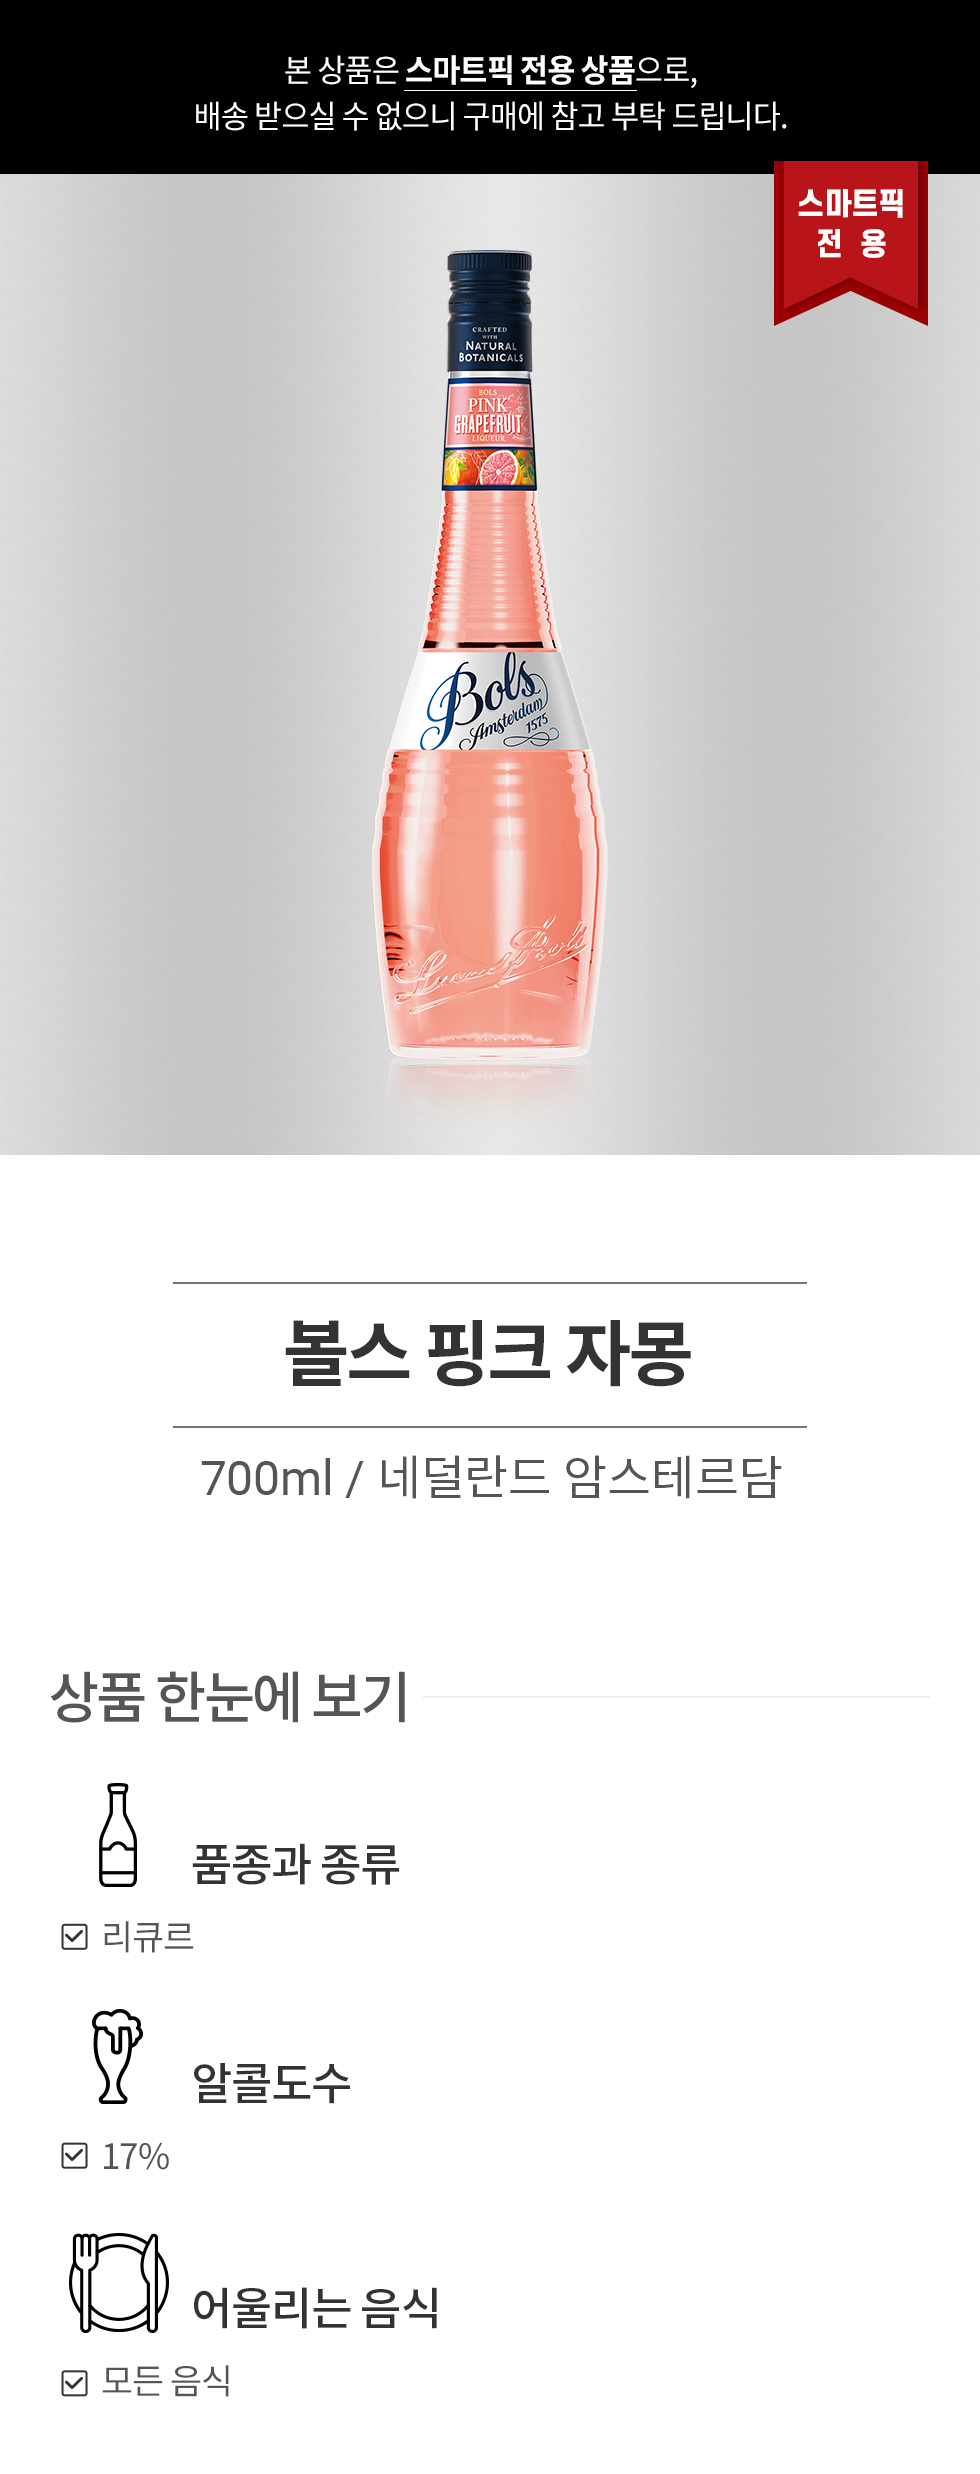 본 상품은 스마트픽 전용 상품으로,
배송 받으실 수 없으니 구매에 참고 부탁 드립니다.
스마트픽
전 용
CRAFTED
WITH
NATURAL
BOTANICALS
BOLS
PINK
GRAPEFRUIT
LIQUEUR
Bols
Amsterdam
1575
볼스 핑크 자몽
700ml / 네덜란드 암스테르담
상품 한눈에 보기
품종과 종류
리큐르
알콜도수
17%
어울리는 음식
모든 음식